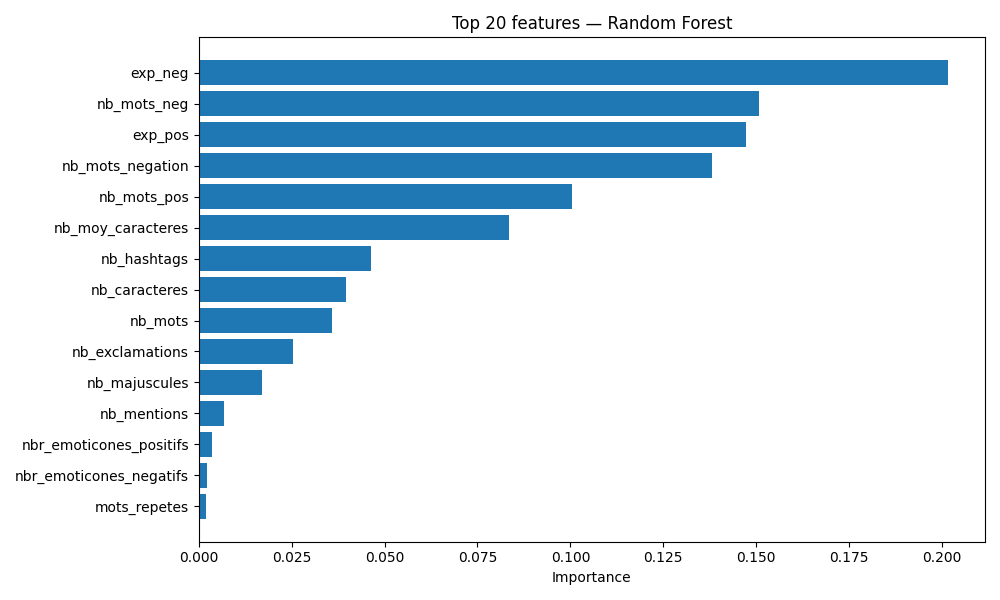 Top 20 features — Random Forest
exp_neg
nb_mots_neg
exp_pos
nb_mots_negation
nb_mots_pos
nb_moy_caracteres
nb_hashtags
nb_caracteres
nb_mots
nb_exclamations
nb_majuscules
nb_mentions
nbr_emoticones_positifs
nbr_emoticones_negatifs
mots_repetes
0.000 0.025 0.050 0.075 0.100 0.125 0.150 0.175 0.200
Importance